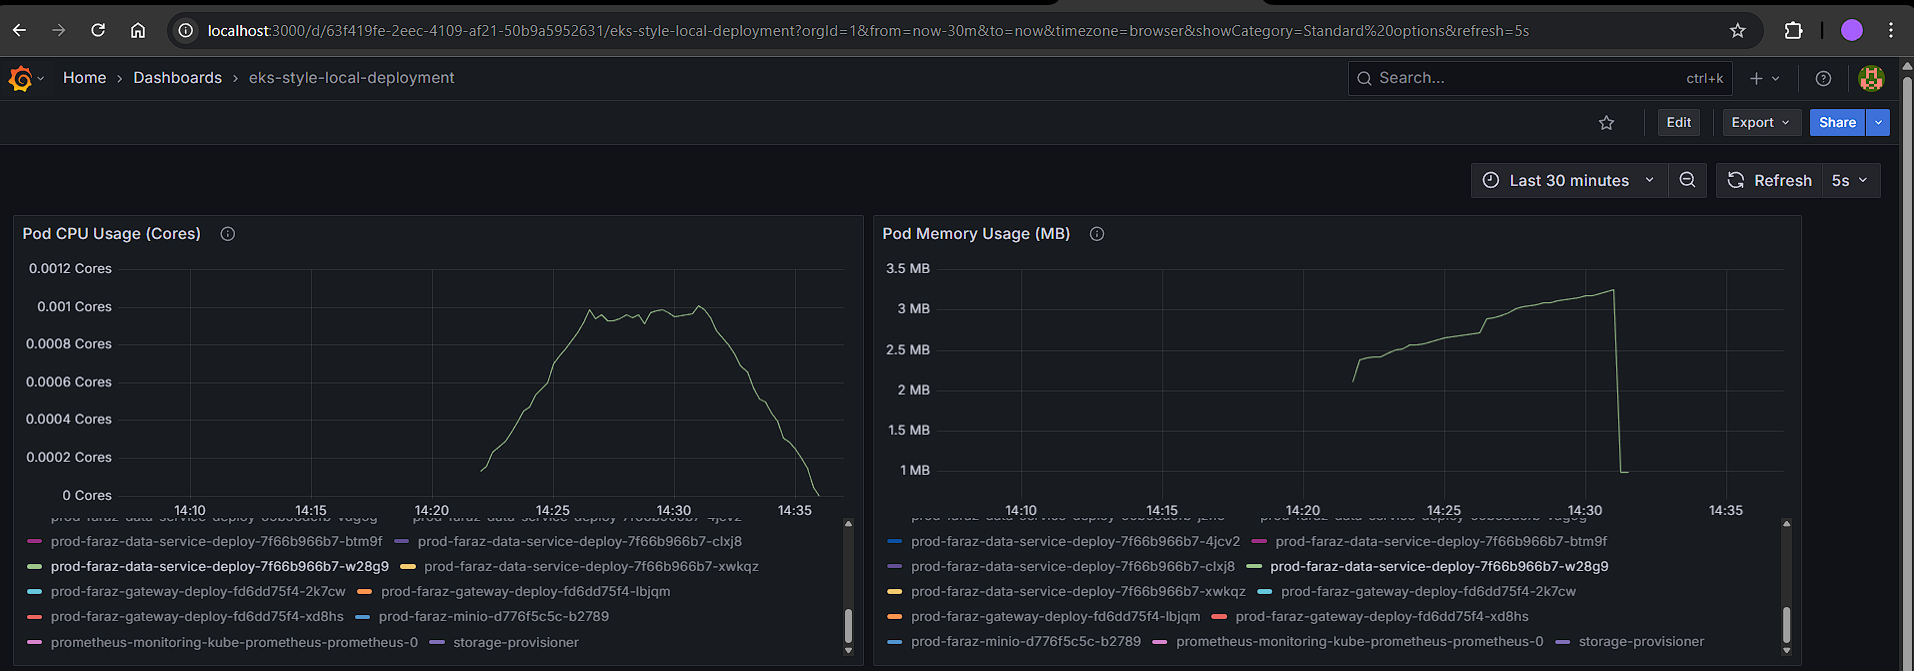 localhost:3000/d/63f419fe-2eec-4109-af21-50b9a5952631/eks-style-local-deployment?orgId=1&from=now-30m&to=now&timezone=browser&showCategory=Standard%20options&refresh=5s
Home › Dashboards › eks-style-local-deployment
Search... ctrl+k
Edit Export Share
Last 30 minutes Refresh 5s
Pod CPU Usage (Cores)
0.0012 Cores
0.001 Cores
0.0008 Cores
0.0006 Cores
0.0004 Cores
0.0002 Cores
0 Cores
14:10 14:15 14:20 14:25 14:30 14:35
prod-faraz-data-service-deploy-7f66b966b7-4jcv2
prod-faraz-data-service-deploy-7f66b966b7-btm9f prod-faraz-data-service-deploy-7f66b966b7-clxj8
prod-faraz-data-service-deploy-7f66b966b7-w28g9 prod-faraz-data-service-deploy-7f66b966b7-xwkqz
prod-faraz-gateway-deploy-fd6dd75f4-2k7cw prod-faraz-gateway-deploy-fd6dd75f4-lbjqm
prod-faraz-gateway-deploy-fd6dd75f4-xd8hs prod-faraz-minio-d776f5c5c-b2789
prometheus-monitoring-kube-prometheus-prometheus-0 storage-provisioner
Pod Memory Usage (MB)
3.5 MB
3 MB
2.5 MB
2 MB
1.5 MB
1 MB
14:10 14:15 14:20 14:25 14:30 14:35
prod-faraz-data-service-deploy-7f66b966b7-4jcv2 prod-faraz-data-service-deploy-7f66b966b7-btm9f
prod-faraz-data-service-deploy-7f66b966b7-clxj8 prod-faraz-data-service-deploy-7f66b966b7-w28g9
prod-faraz-data-service-deploy-7f66b966b7-xwkqz prod-faraz-gateway-deploy-fd6dd75f4-2k7cw
prod-faraz-gateway-deploy-fd6dd75f4-lbjqm prod-faraz-gateway-deploy-fd6dd75f4-xd8hs
prod-faraz-minio-d776f5c5c-b2789 prometheus-monitoring-kube-prometheus-prometheus-0 storage-provisioner